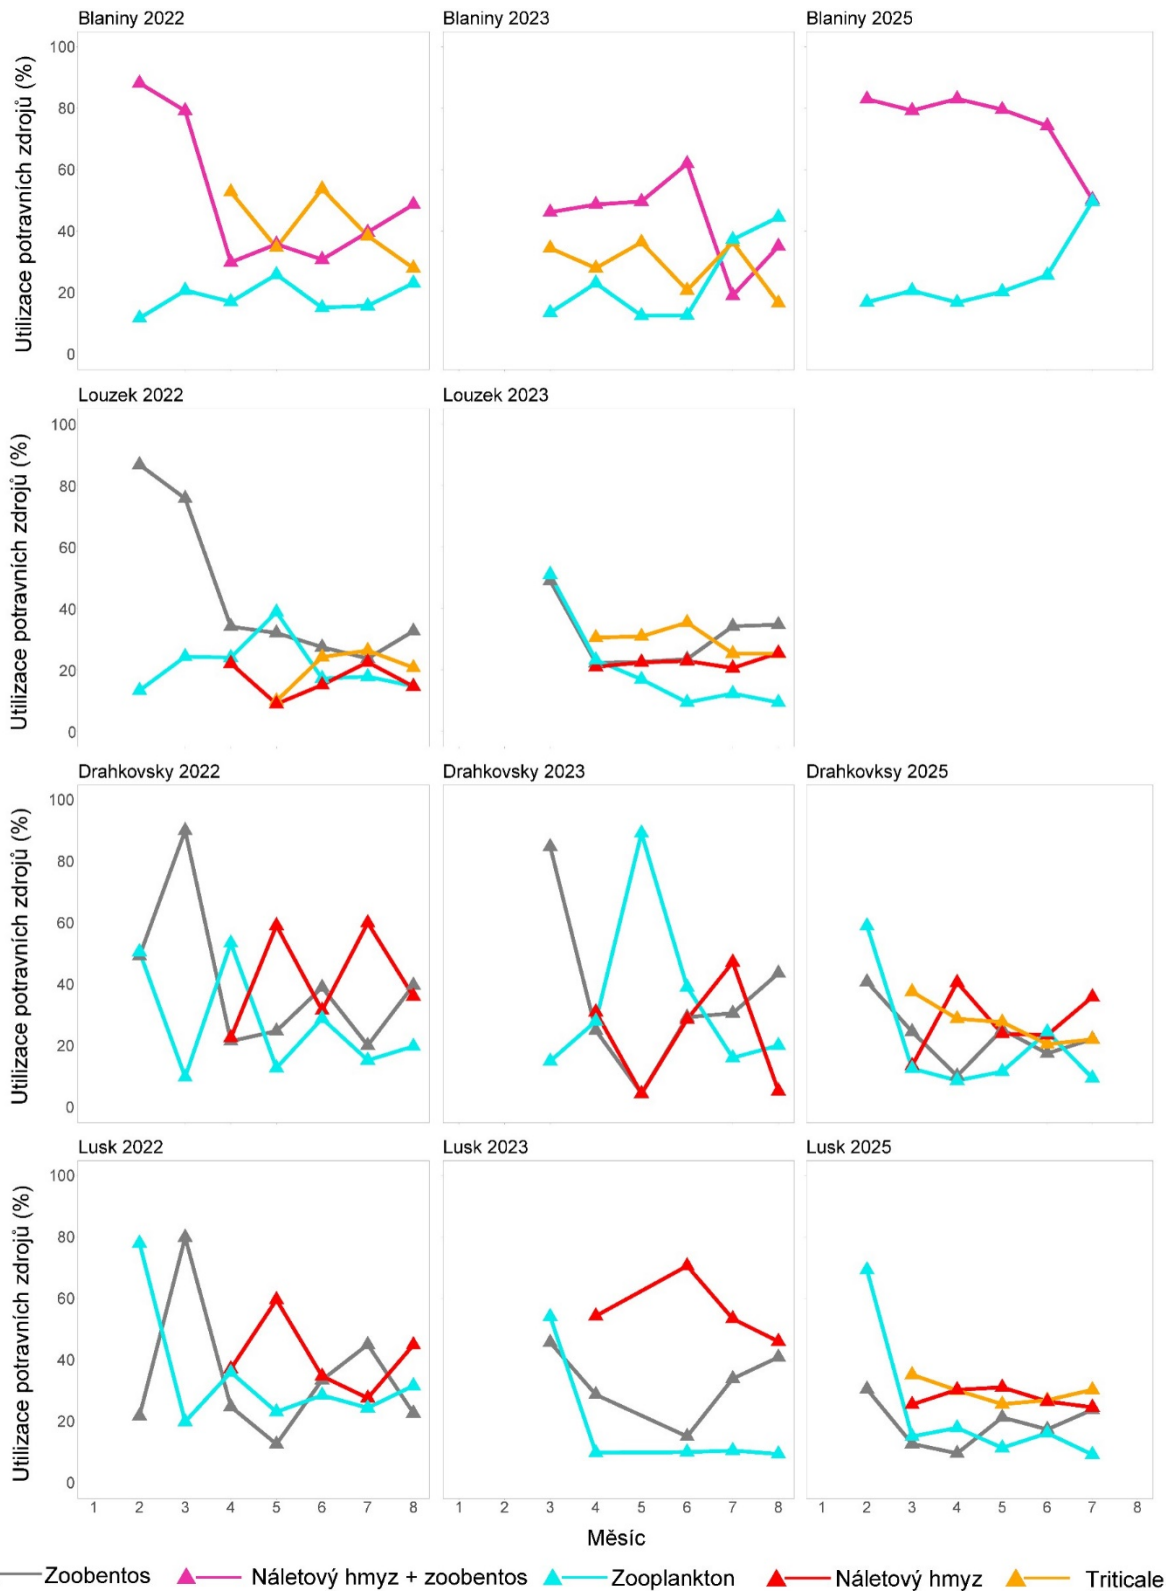 Blaniny 2022
Blaniny 2023
Blaniny 2025
Utilizace potravních zdrojů (%)
100
80
60
40
20
0
Louzek 2022
Louzek 2023
Utilizace potravních zdrojů (%)
100
80
60
40
20
0
Drahkovsky 2022
Drahkovsky 2023
Drahkovksy 2025
Utilizace potravních zdrojů (%)
100
80
60
40
20
0
Lusk 2022
Lusk 2023
Lusk 2025
Utilizace potravních zdrojů (%)
100
80
60
40
20
0
1 2 3 4 5 6 7 8
1 2 3 4 5 6 7 8
1 2 3 4 5 6 7 8
Měsíc
Zoobentos
Náletový hmyz + zoobentos
Zooplankton
Náletový hmyz
Triticale